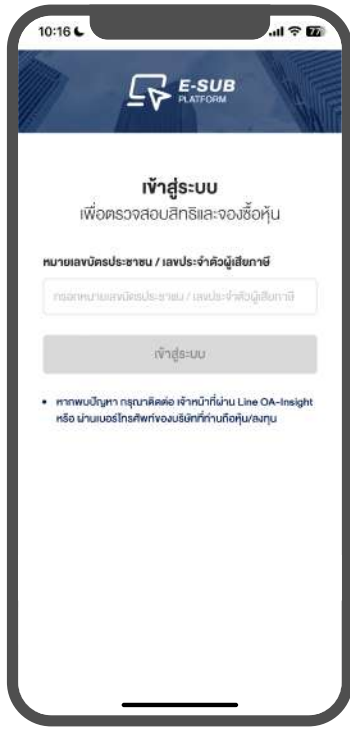 10:16
77
E-SUB
PLATFORM
เข้าสู่ระบบ
เพื่อตรวจสอบสิทธิและจองซื้อหุ้น
หมายเลขบัตรประชาชน / เลขประจำตัวผู้เสียภาษี
กรอกหมายเลขบัตรประชาชน / เลขประจำตัวผู้เสียภาษี
เข้าสู่ระบบ
• หากพบปัญหา กรุณาติดต่อ เจ้าหน้าที่ผ่าน Line OA-Insight
หรือ ผ่านเบอร์โทรศัพท์ของบริษัทที่ท่านถือหุ้น/ลงทุน